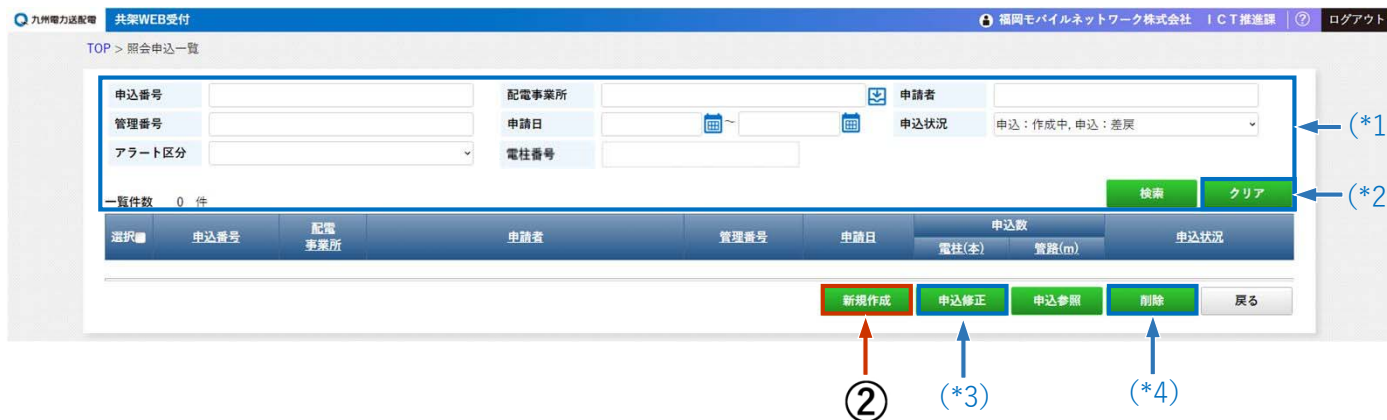 九州電力送配電 共架WEB受付 福岡モバイルネットワーク株式会社 ICT推進課 ? ログアウト
TOP > 照会申込一覧
申込番号 配電事業所 申請者
管理番号 申請日 ~ 申込状況 申込：作成中, 申込：差戻
(*1
アラート区分 電柱番号
検索 クリア
(*2
一覧件数 0 件
選択 申込番号 配電事業所 申請者 管理番号 申請日 申込数 申込状況
電柱(本) 管路(m)
新規作成 申込修正 申込参照 削除 戻る
② (*3) (*4)